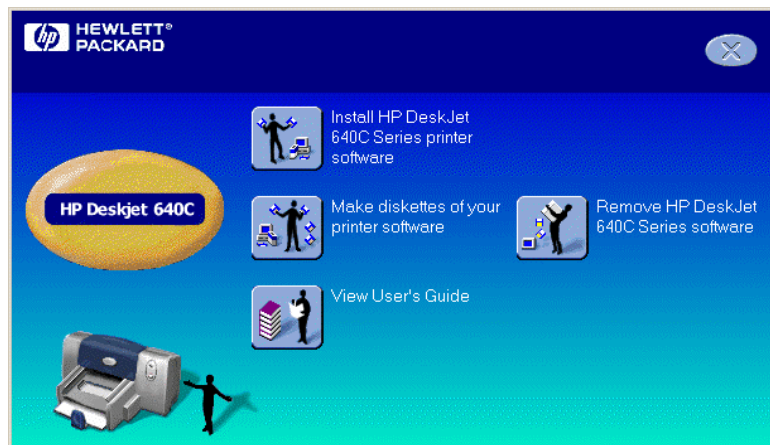 hp HEWLETT®
PACKARD
Install HP DeskJet
640C Series printer
software
HP Deskjet 640C
Make diskettes of your
printer software
Remove HP DeskJet
640C Series software
View User's Guide